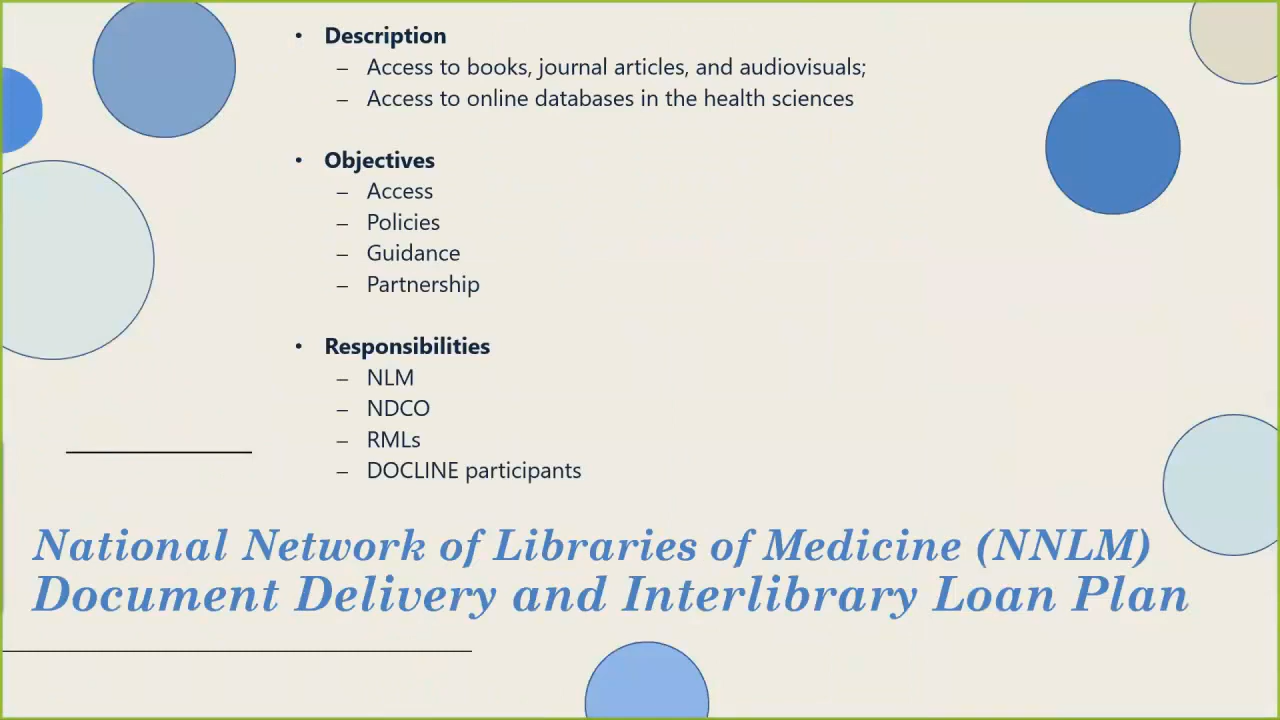 • Description
– Access to books, journal articles, and audiovisuals;
– Access to online databases in the health sciences
• Objectives
– Access
– Policies
– Guidance
– Partnership
• Responsibilities
– NLM
– NDCO
– RMLs
– DOCLINE participants
National Network of Libraries of Medicine (NNLM)
Document Delivery and Interlibrary Loan Plan